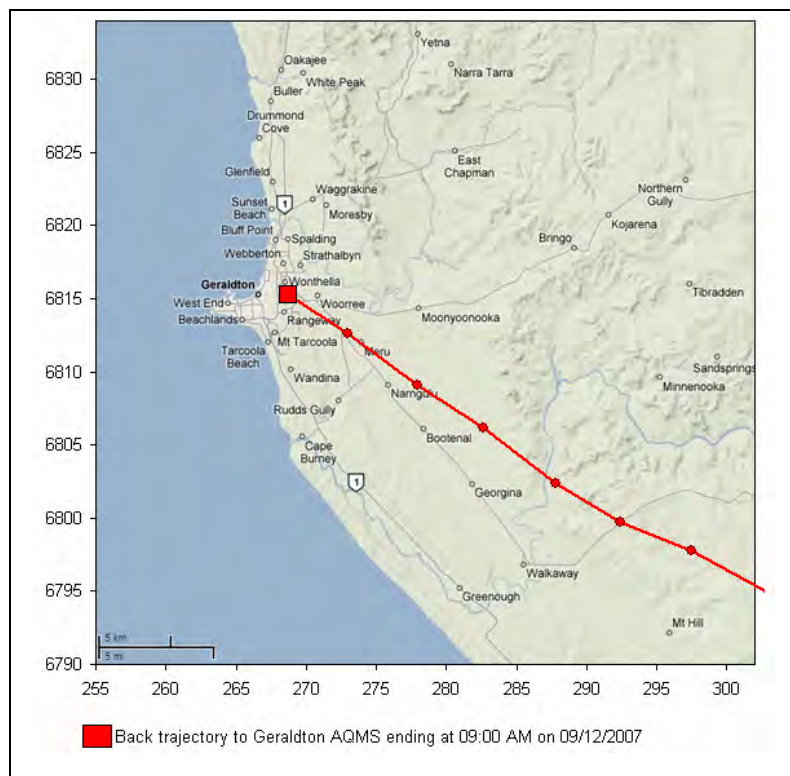 Yetna
Oakajee
6830
White Peak
Narra Tarra
Buller
Drummond
Cove
6825
East
Chapman
Glenfield
Northern
Gully
Waggrakine
Sunset
Beach
1
Moresby
6820
Kojarena
Bluff Point
Spalding
Bringo
Webberton
Strathalbyn
Geraldton
Wonthella
Tibradden
6815
West End
Woorree
Beachlands
Rangeway
Moonyoonooka
Mt Tarcoola
Tarcoola
Beach
Meru
Sandsprings
6810
Wandina
Minnenooka
Narngulu
Rudds Gully
Bootenal
6805
Cape
Burney
1
Georgina
6800
Walkaway
6795
Greenough
Mt Hill
5 km
5 mi
6790
255 260 265 270 275 280 285 290 295 300
Back trajectory to Geraldton AQMS ending at 09:00 AM on 09/12/2007